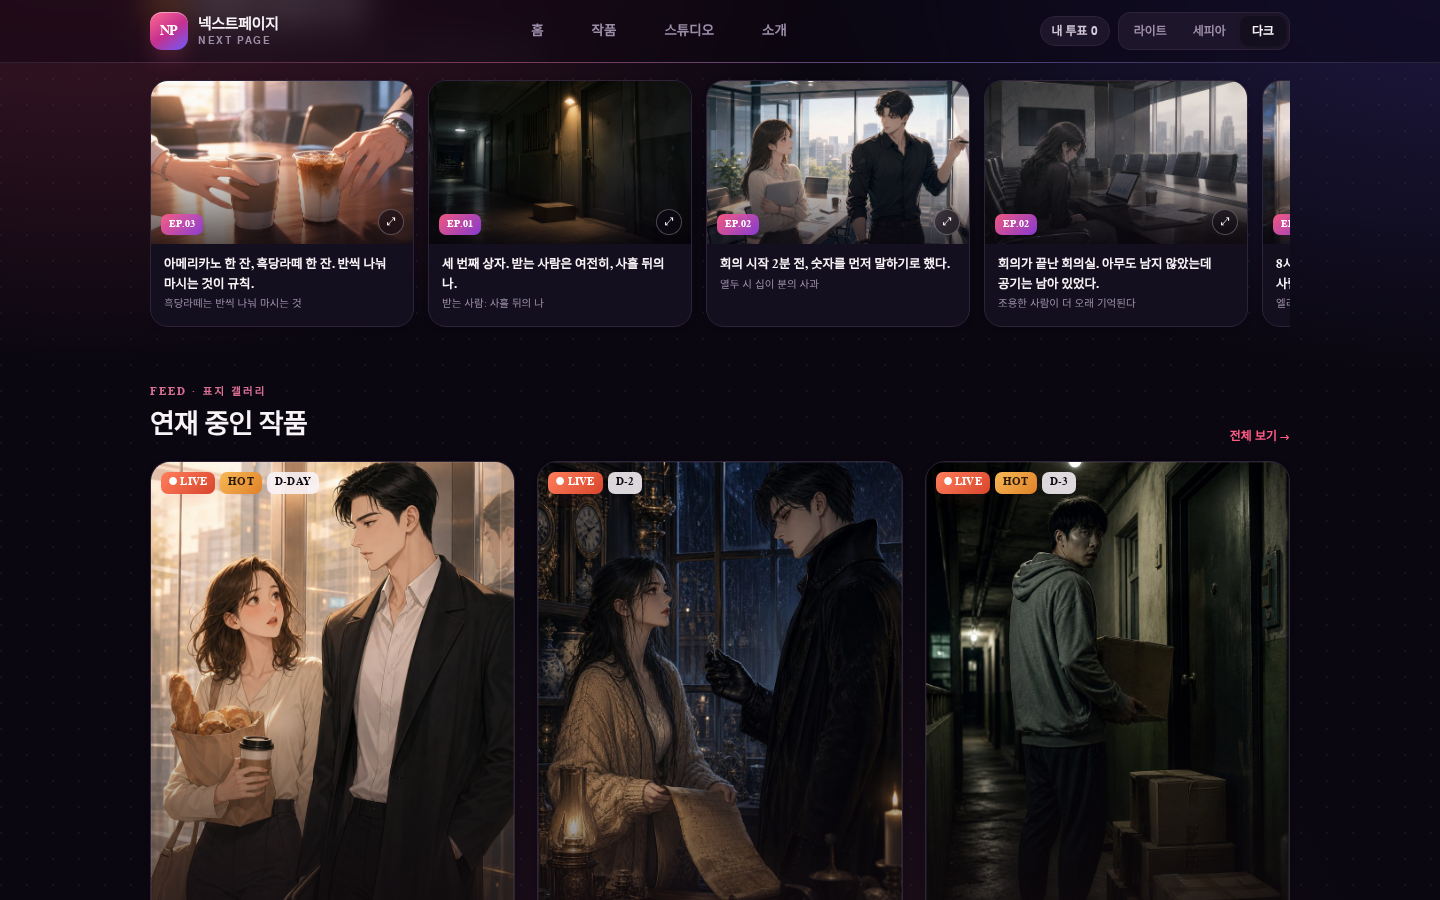 NP
넥스트페이지
NEXT PAGE
홈
작품
스튜디오
소개
내 투표 0
라이트
세피아
다크
EP.03
아메리카노 한 잔, 흑당라떼 한 잔. 반씩 나눠
마시는 것이 규칙.
흑당라떼는 반씩 나눠 마시는 것
EP.01
세 번째 상자. 받는 사람은 여전히, 사흘 뒤의
나.
받는 사람: 사흘 뒤의 나
EP.02
회의 시작 2분 전, 숫자를 먼저 말하기로 했다.
열두 시 십이 분의 사과
EP.02
회의가 끝난 회의실. 아무도 남지 않았는데
공기는 남아 있었다.
조용한 사람이 더 오래 기억된다
FEED · 표지 갤러리
연재 중인 작품
전체 보기 →
LIVE HOT D-DAY
LIVE D-2
LIVE HOT D-3